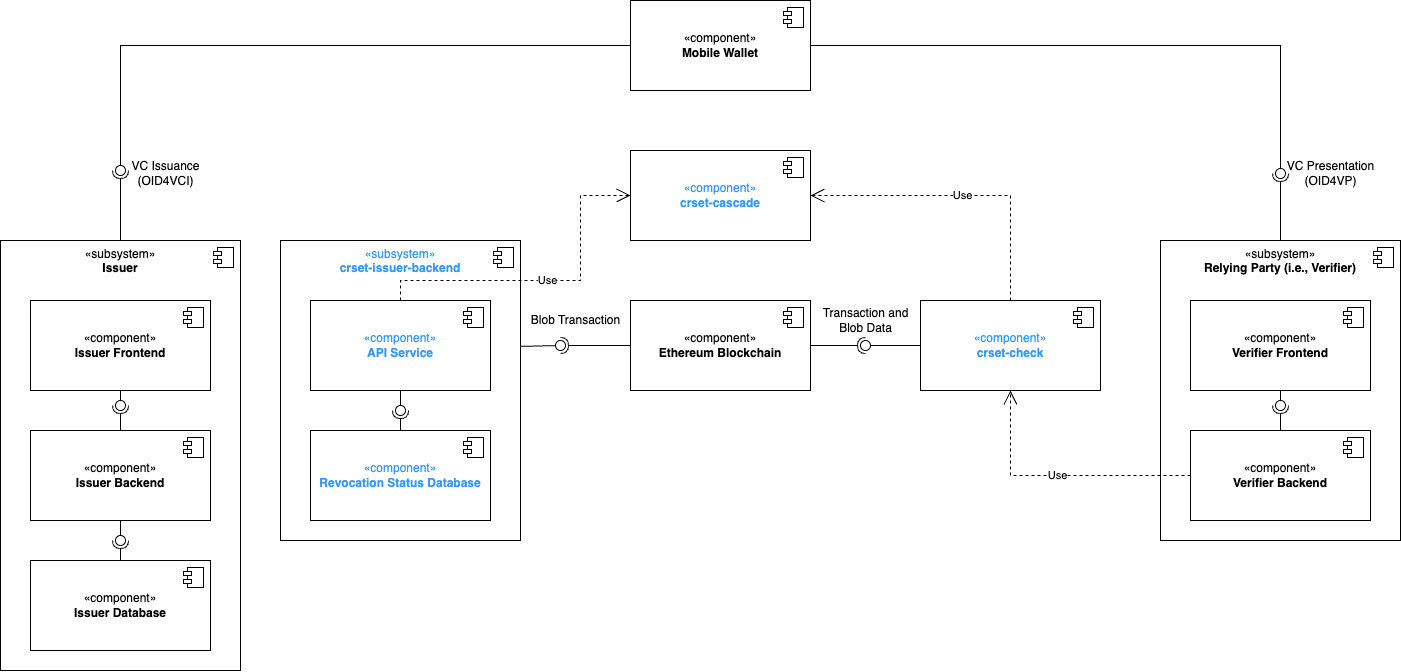 «component»
Mobile Wallet
VC Issuance
(OID4VCI)
VC Presentation
(OID4VP)
«component»
crset-cascade
Use
«subsystem»
Issuer
«component»
Issuer Frontend
«component»
Issuer Backend
«component»
Issuer Database
«subsystem»
crset-issuer-backend
Use
«component»
API Service
«component»
Revocation Status Database
Blob Transaction
«component»
Ethereum Blockchain
Transaction and
Blob Data
«component»
crset-check
Use
«subsystem»
Relying Party (i.e., Verifier)
«component»
Verifier Frontend
«component»
Verifier Backend